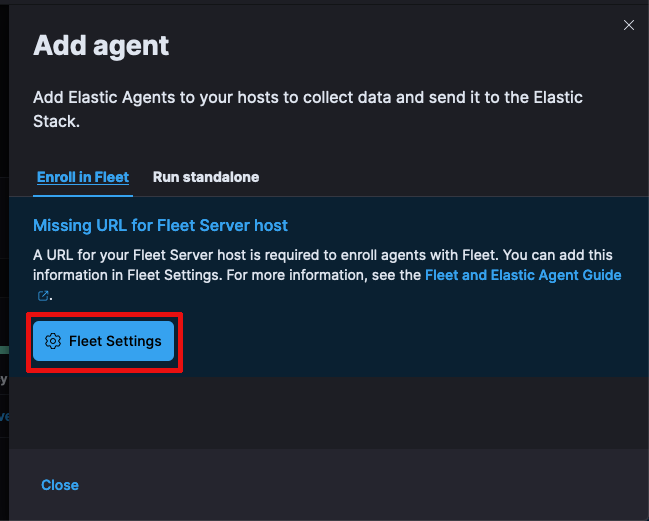 Add agent
Add Elastic Agents to your hosts to collect data and send it to the Elastic
Stack.
Enroll in Fleet Run standalone
Missing URL for Fleet Server host
A URL for your Fleet Server host is required to enroll agents with Fleet. You can add this
information in Fleet Settings. For more information, see the Fleet and Elastic Agent Guide
.
Fleet Settings
Close